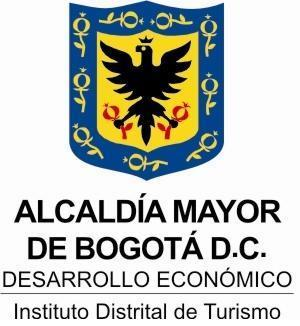 ALCALDÍA MAYOR
DE BOGOTÁ D.C.
DESARROLLO ECONÓMICO
Instituto Distrital de Turismo